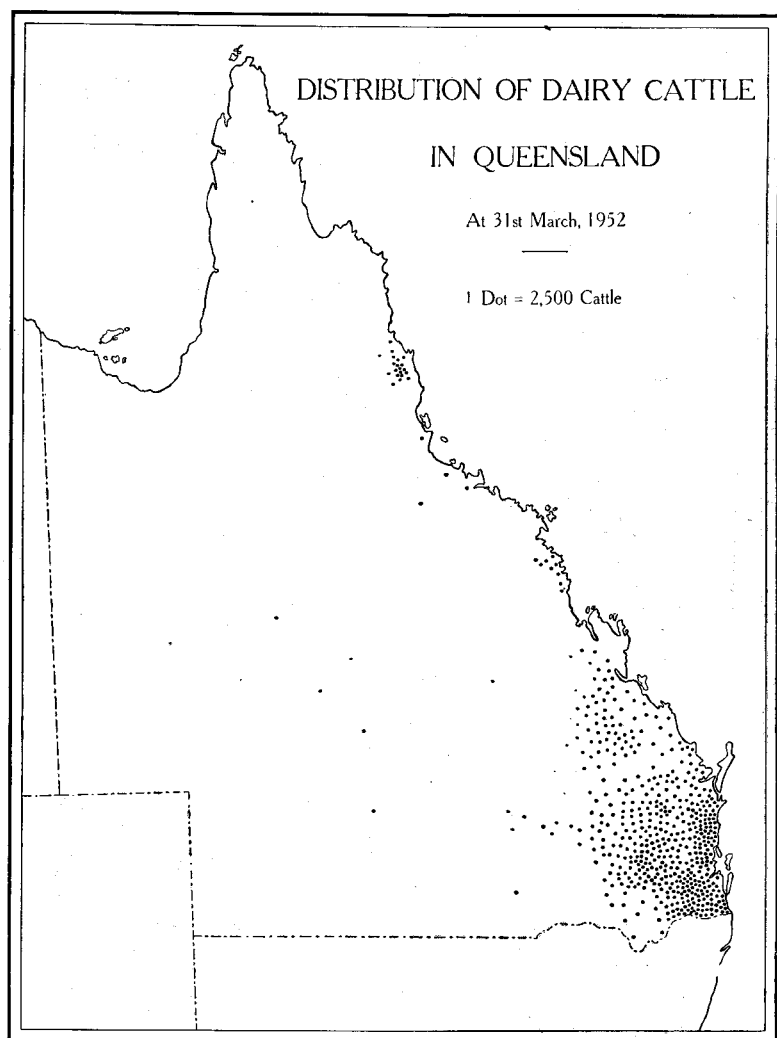 DISTRIBUTION OF DAIRY CATTLE
IN QUEENSLAND
At 31st March, 1952
1 Dot = 2,500 Cattle